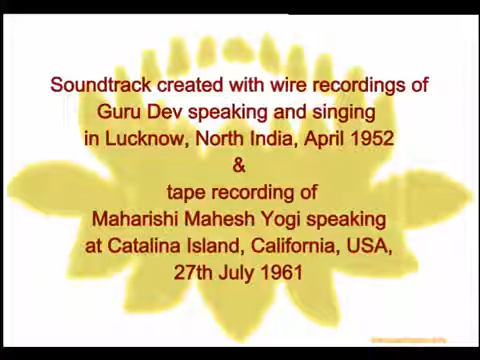 Soundtrack created with wire recordings of
Guru Dev speaking and singing
in Lucknow, North India, April 1952
&
tape recording of
Maharishi Mahesh Yogi speaking
at Catalina Island, California, USA,
27th July 1961